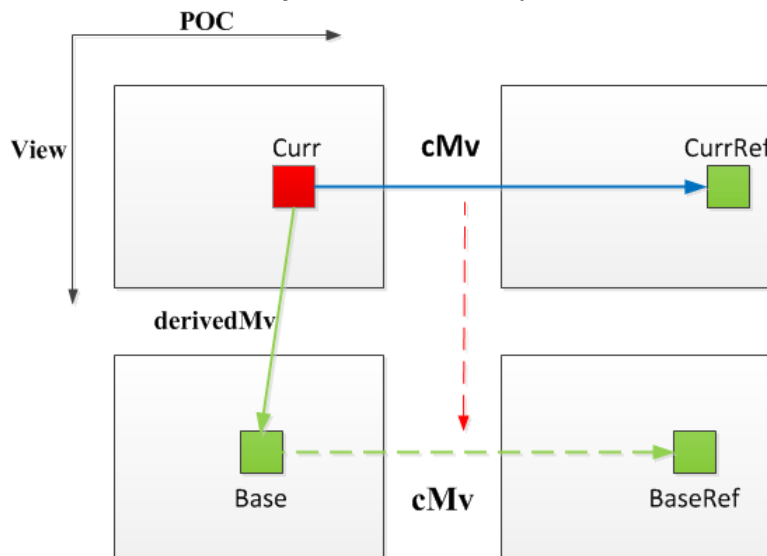 POC
View
Curr
cMv
CurrRef
derivedMv
Base
cMv
BaseRef